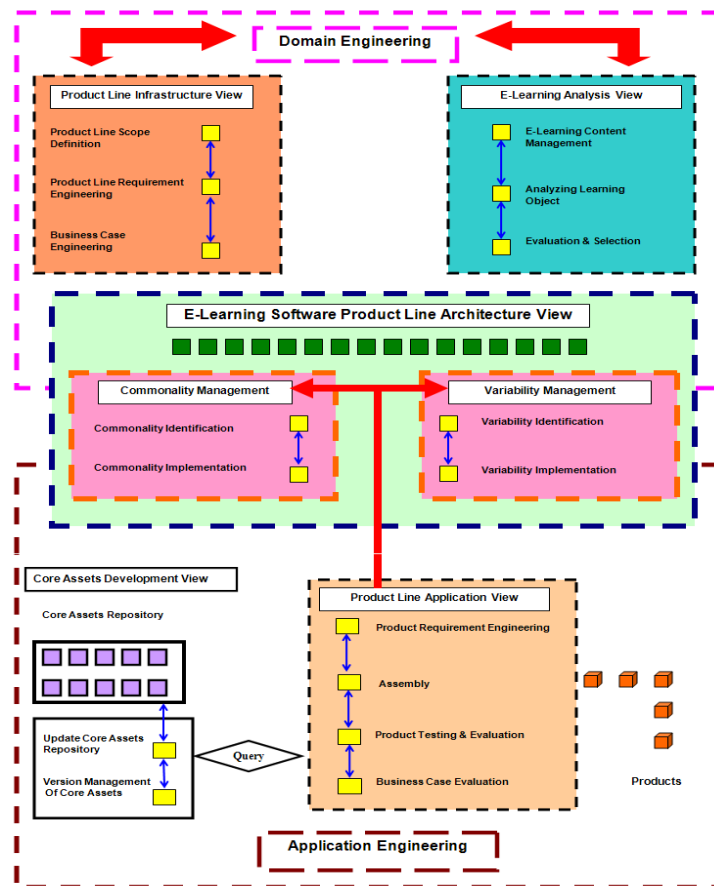 Domain Engineering
Product Line Infrastructure View
Product Line Scope
Definition
Product Line Requirement
Engineering
Business Case
Engineering
E-Learning Analysis View
E-Learning Content
Management
Analyzing Learning
Object
Evaluation & Selection
E-Learning Software Product Line Architecture View
Commonality Management
Commonality Identification
Commonality Implementation
Variability Management
Variability Identification
Variability Implementation
Core Assets Development View
Core Assets Repository
Update Core Assets
Repository
Version Management
Of Core Assets
Query
Product Line Application View
Product Requirement Engineering
Assembly
Product Testing & Evaluation
Business Case Evaluation
Products
Application Engineering